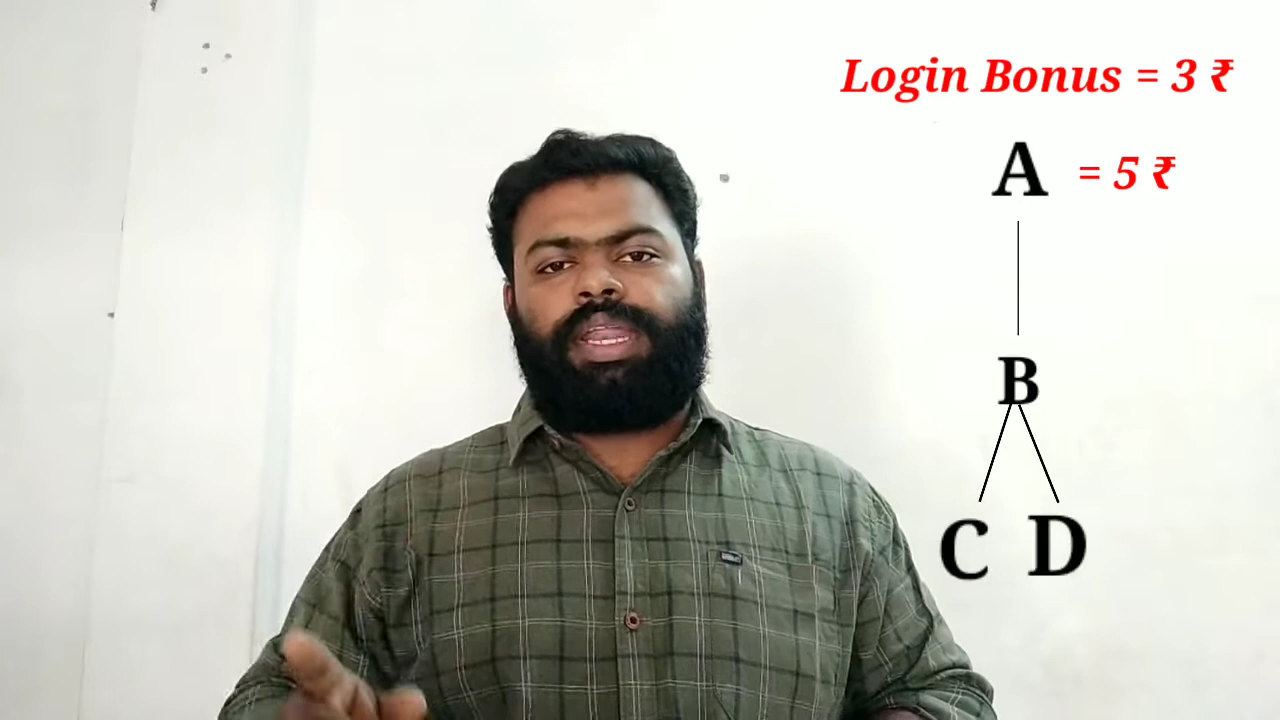 Login Bonus = 3 ₹
A = 5 ₹
B
C D